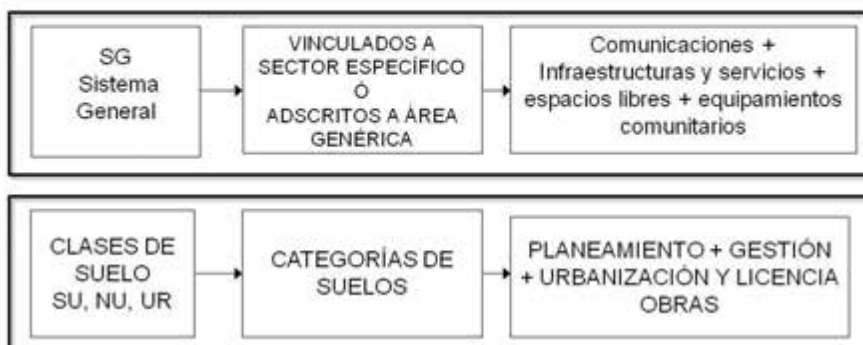 SG
Sistema
General
VINCULADOS A
SECTOR ESPECÍFICO
Ó
ADSCRITOS A ÁREA
GENÉRICA
Comunicaciones +
Infraestructuras y servicios +
espacios libres + equipamientos
comunitarios
CLASES DE
SUELO
SU, NU, UR
CATEGORÍAS DE
SUELOS
PLANEAMIENTO + GESTIÓN
+ URBANIZACIÓN Y LICENCIA
OBRAS